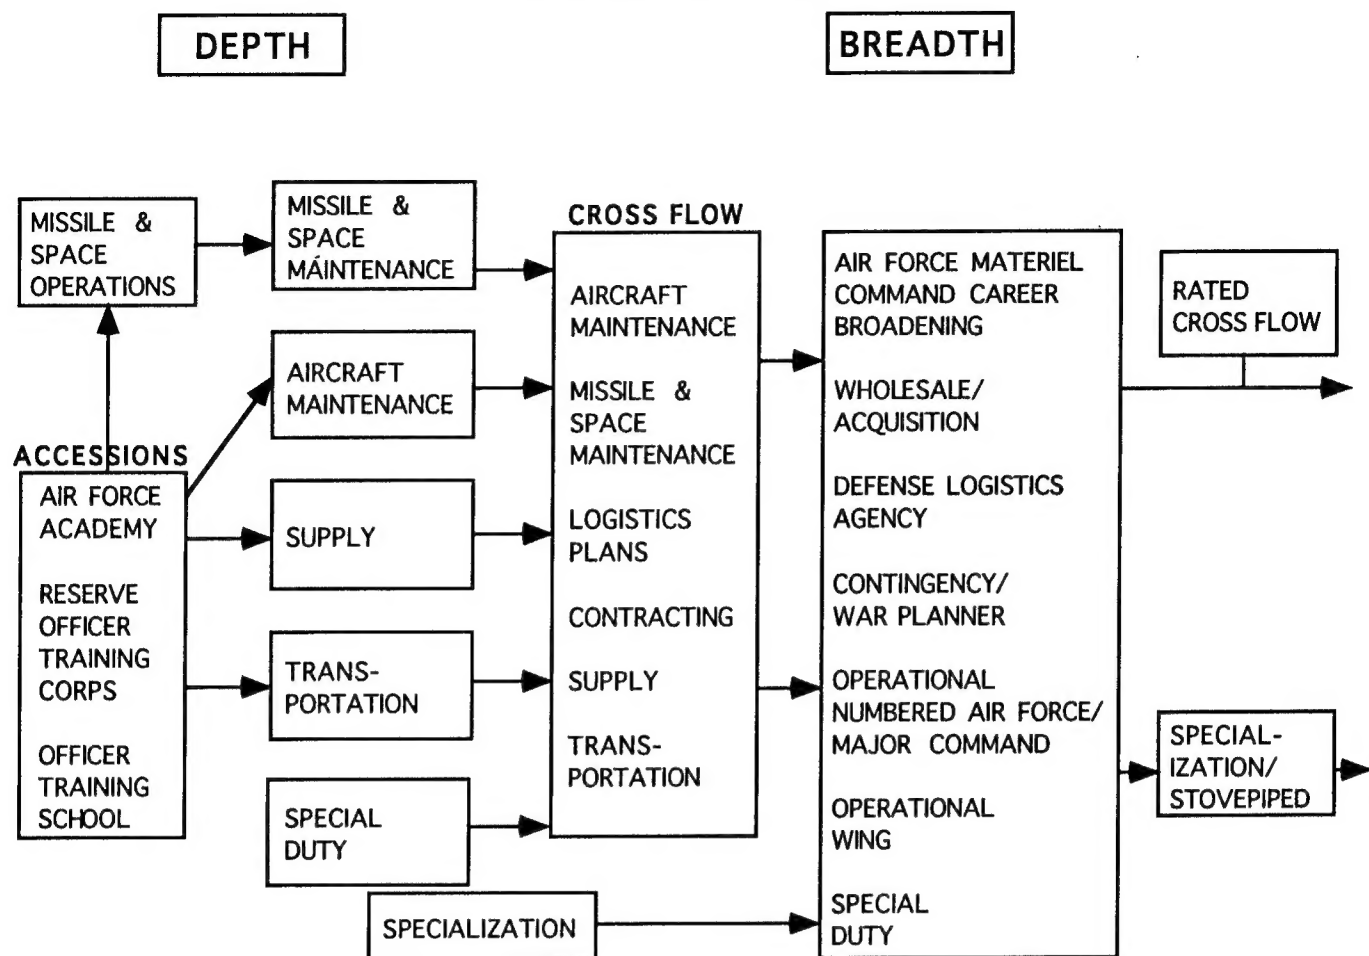 DEPTH
BREADTH
MISSILE &
SPACE
OPERATIONS
MISSILE &
SPACE
MÁINTENANCE
AIRCRAFT
MAINTENANCE
SUPPLY
TRANS-
PORTATION
SPECIAL
DUTY
SPECIALIZATION
ACCESSIONS
AIR FORCE
ACADEMY
RESERVE
OFFICER
TRAINING
CORPS
OFFICER
TRAINING
SCHOOL
CROSS FLOW
AIRCRAFT
MAINTENANCE
MISSILE &
SPACE
MAINTENANCE
LOGISTICS
PLANS
CONTRACTING
SUPPLY
TRANS-
PORTATION
AIR FORCE MATERIEL
COMMAND CAREER
BROADENING
WHOLESALE/
ACQUISITION
DEFENSE LOGISTICS
AGENCY
CONTINGENCY/
WAR PLANNER
OPERATIONAL
NUMBERED AIR FORCE/
MAJOR COMMAND
OPERATIONAL
WING
SPECIAL
DUTY
RATED
CROSS FLOW
SPECIAL-
IZATION/
STOVEPIPED